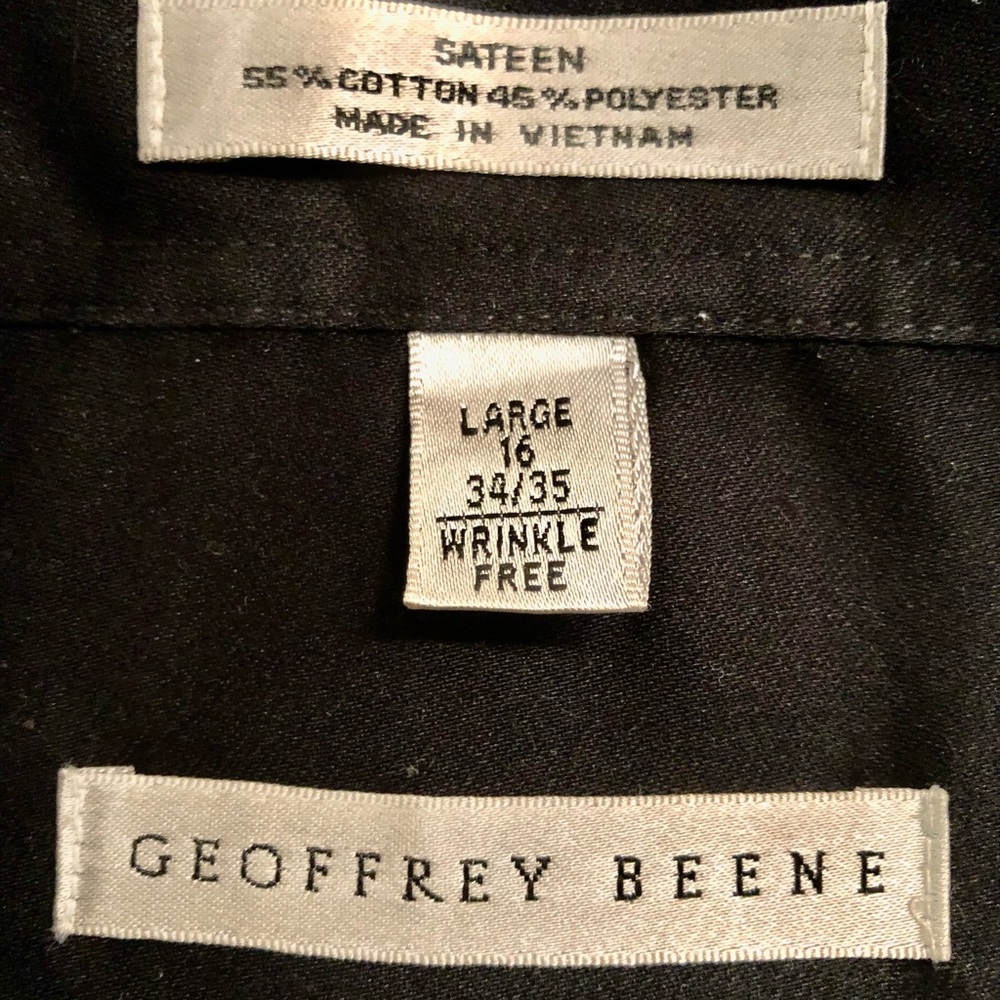 SATEEN
55% COTTON 45% POLYESTER
MADE IN VIETNAM
LARGE
16
34/35
WRINKLE
FREE
GEOFFREY BEENE